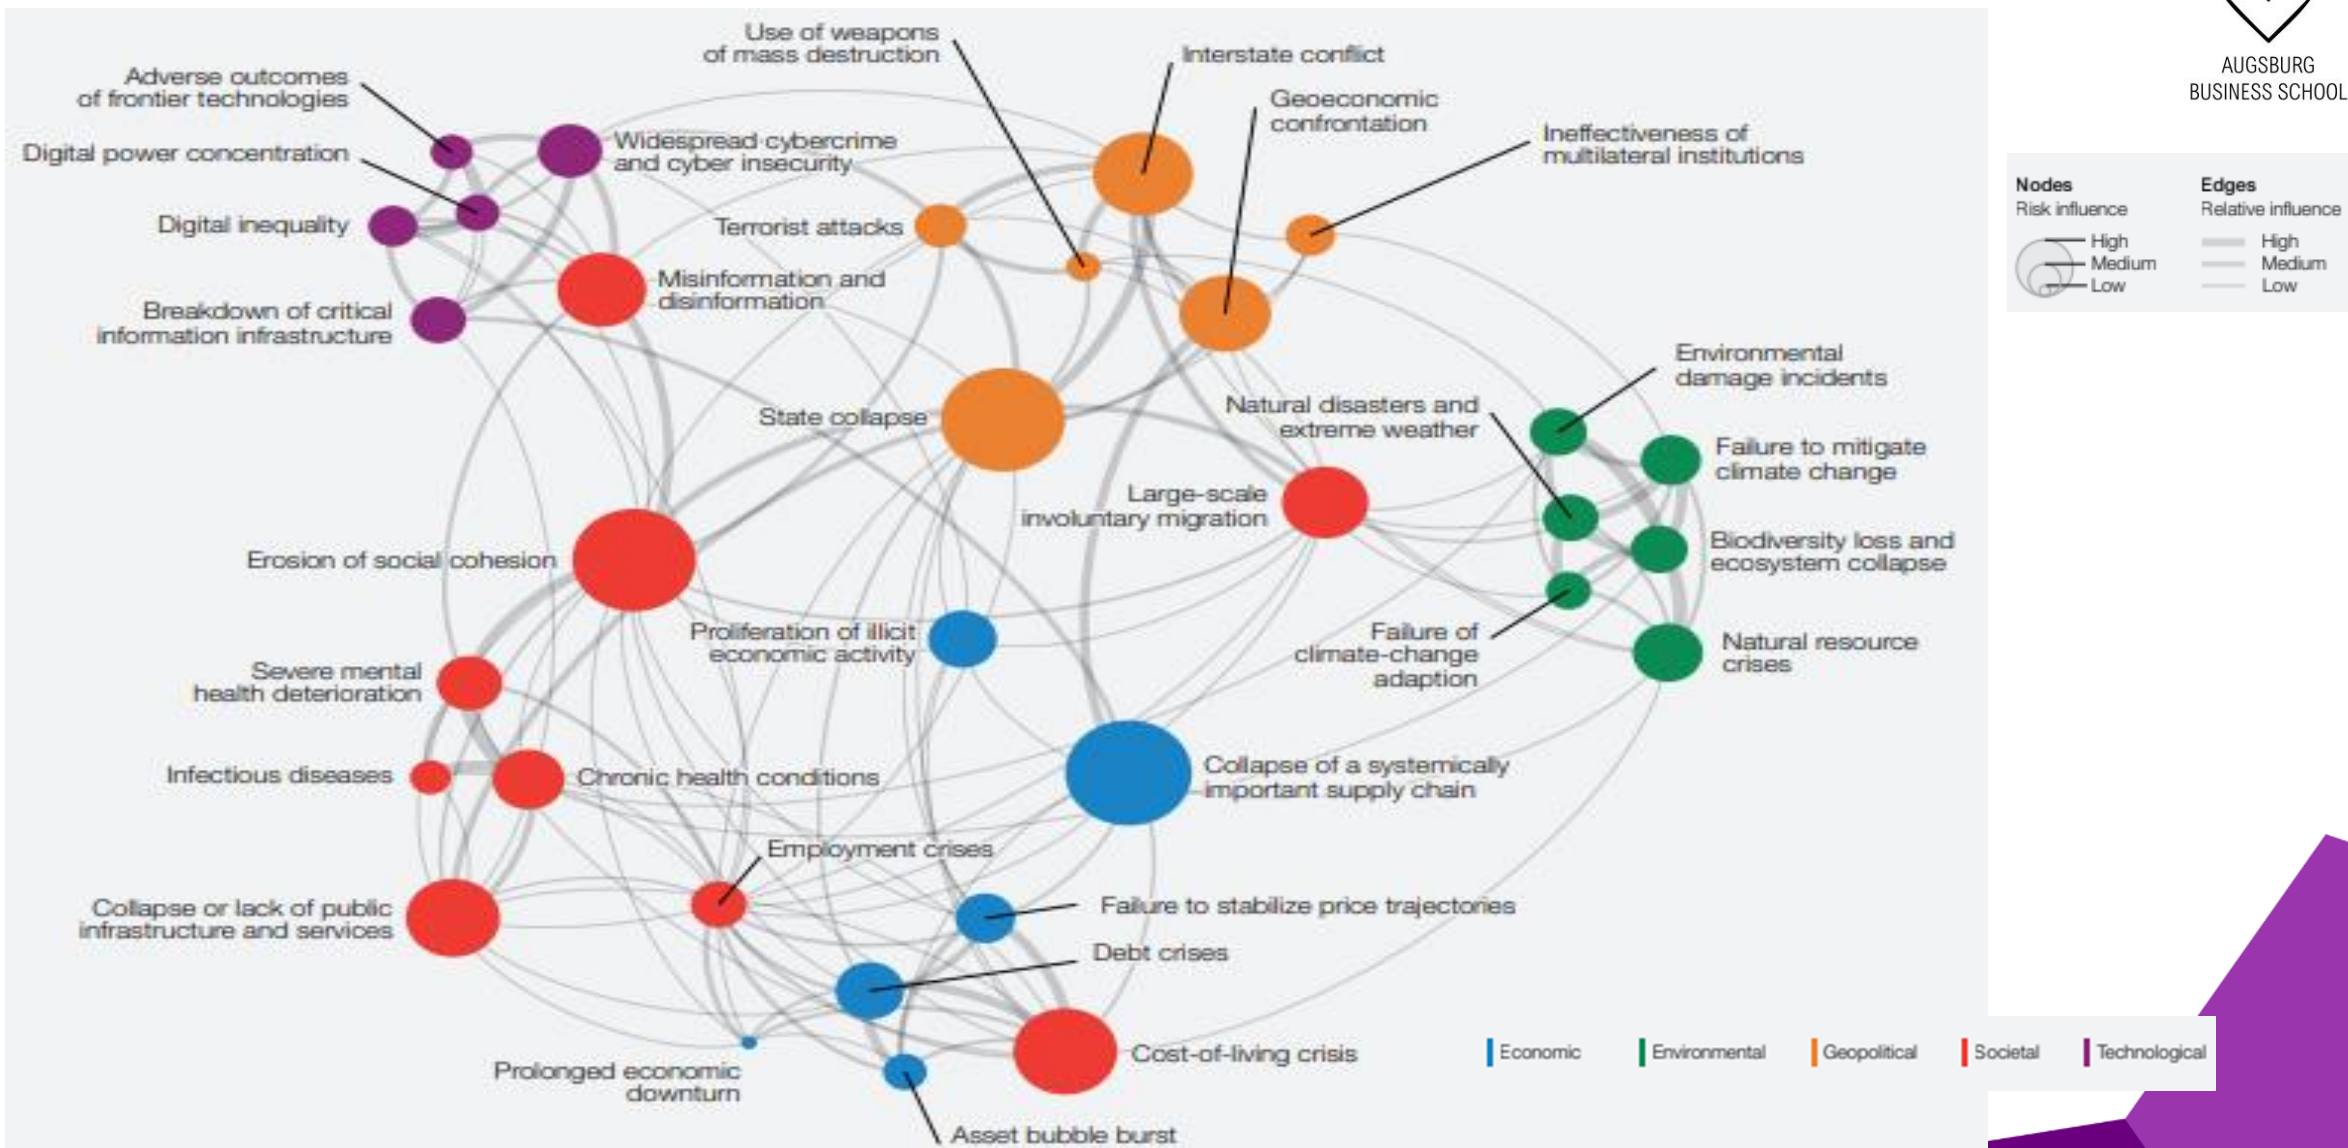 Use of weapons
of mass destruction
Interstate conflict
Adverse outcomes
of frontier technologies
Geoeconomic
confrontation
Ineffectiveness of
multilateral institutions
Widespread cybercrime
and cyber insecurity
Digital power concentration
Digital inequality
Terrorist attacks
Misinformation and
disinformation
Breakdown of critical
information infrastructure
Environmental
damage incidents
State collapse
Natural disasters and
extreme weather
Failure to mitigate
climate change
Large-scale
involuntary migration
Biodiversity loss and
ecosystem collapse
Erosion of social cohesion
Proliferation of illicit
economic activity
Failure of
climate-change
adaption
Natural resource
crises
Severe mental
health deterioration
Infectious diseases
Chronic health conditions
Collapse of a systemically
important supply chain
Employment crises
Collapse or lack of public
infrastructure and services
Failure to stabilize price trajectories
Debt crises
Cost-of-living crisis
Prolonged economic
downturn
Asset bubble burst
Economic
Environmental
Geopolitical
Societal
Technological
AUGSBURG
BUSINESS SCHOOL
Nodes
Risk influence
High
Medium
Low
Edges
Relative influence
High
Medium
Low